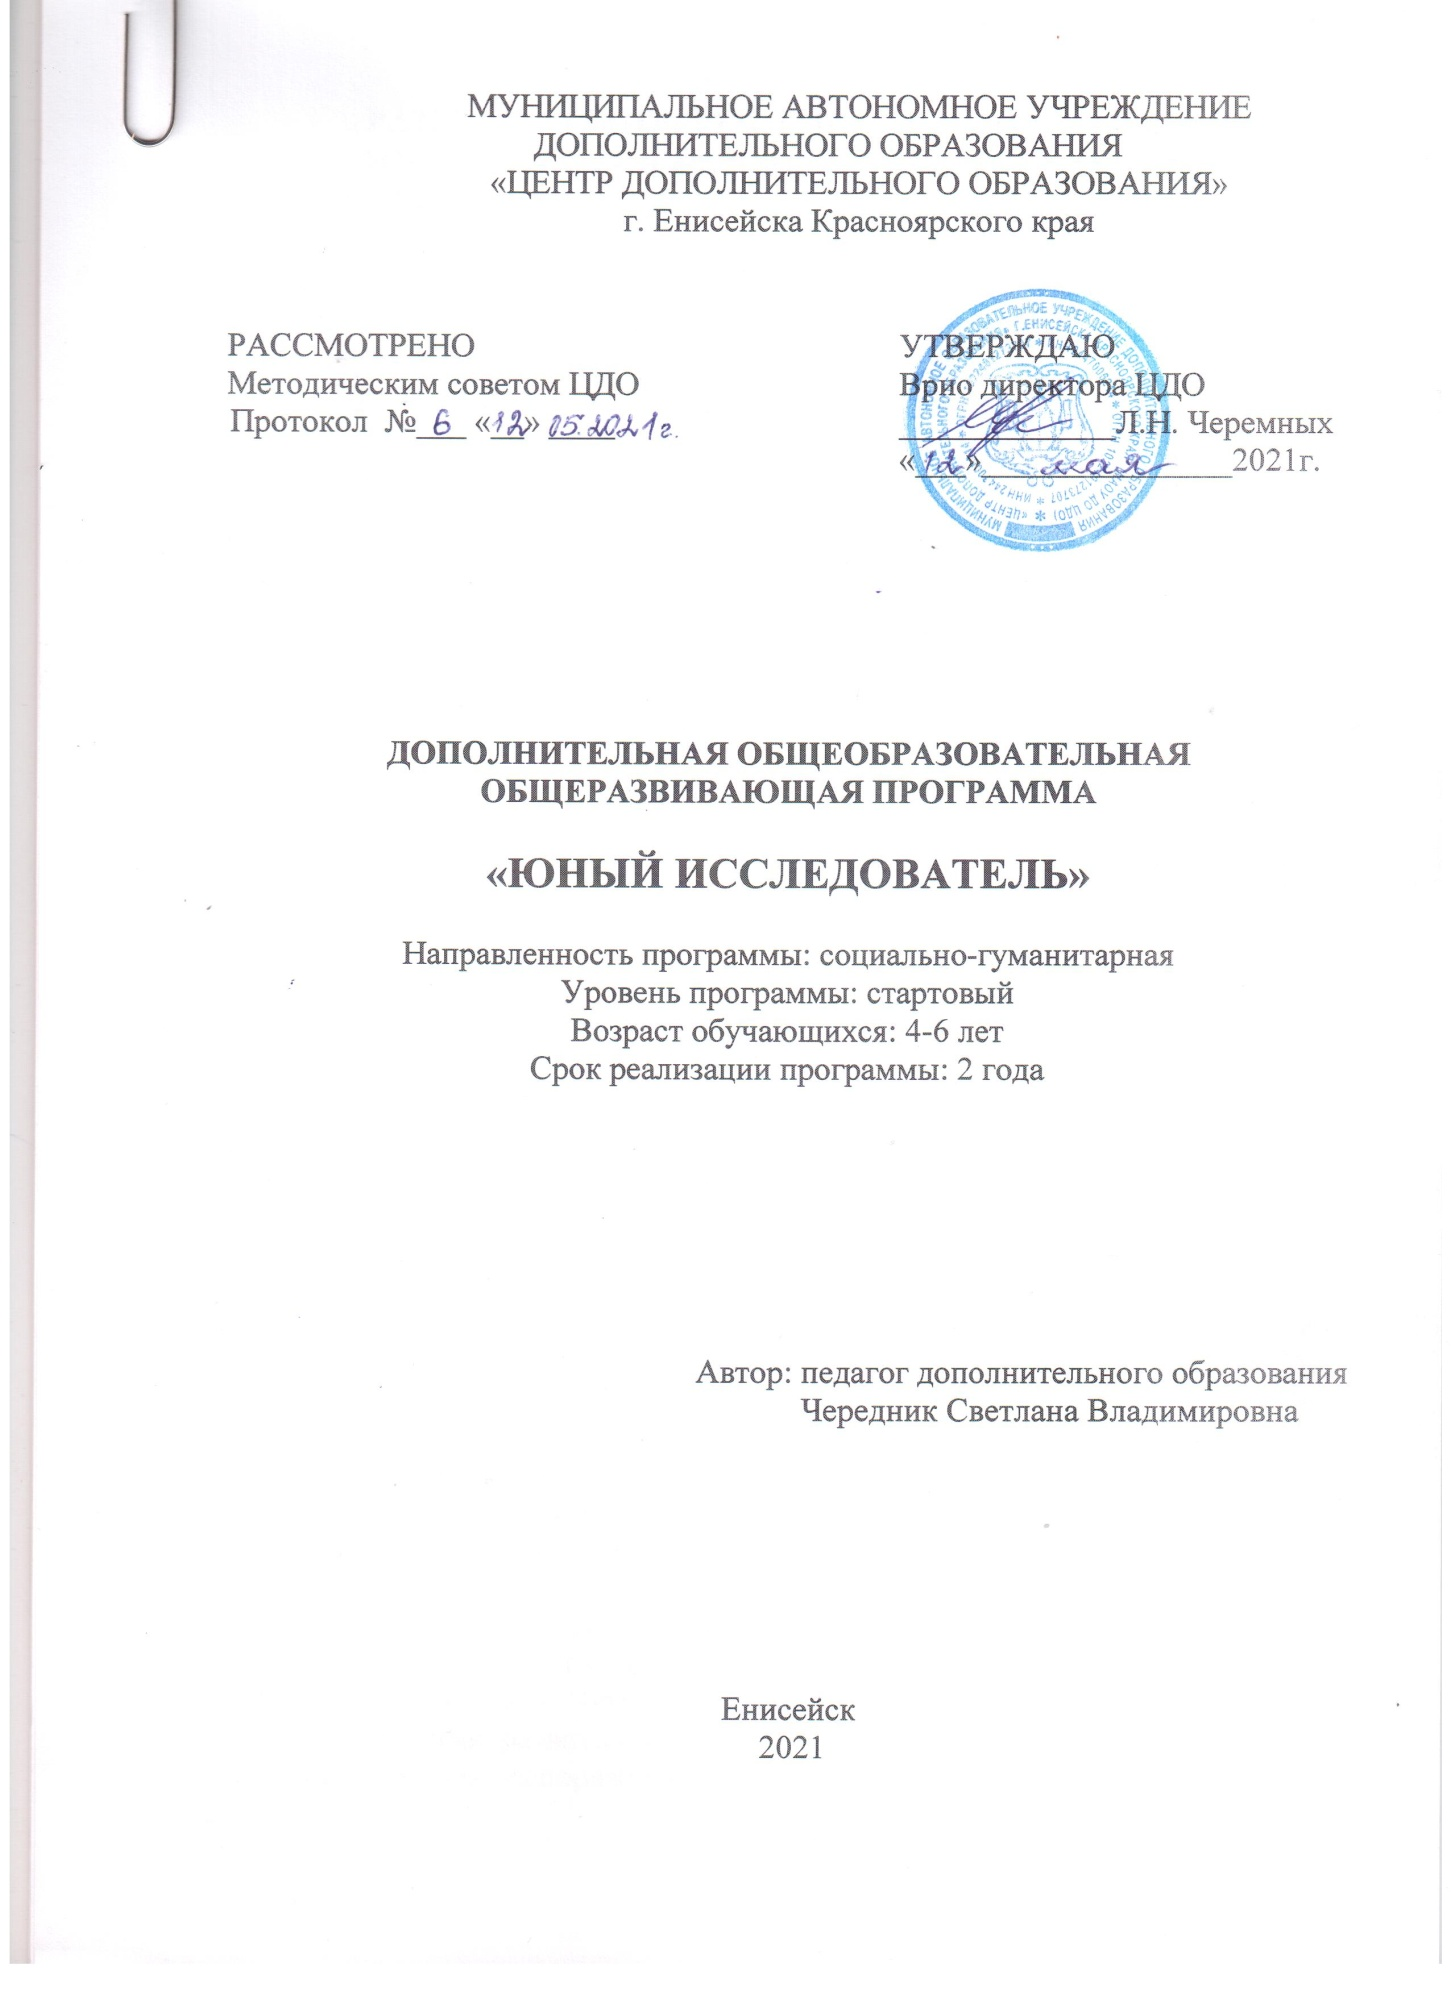 МУНИЦИПАЛЬНОЕ АВТОНОМНОЕ УЧРЕЖДЕНИЕ
ДОПОЛНИТЕЛЬНОГО ОБРАЗОВАНИЯ
«ЦЕНТР ДОПОЛНИТЕЛЬНОГО ОБРАЗОВАНИЯ»
г. Енисейска Красноярского края
РАССМОТРЕНО
Методическим советом ЦДО
Протокол № 6 «12» 05.2021г.
УТВЕРЖДАЮ
Врио директора ЦДО
Л.Н. Черемных
«12» мая 2021г.
ДОПОЛНИТЕЛЬНАЯ ОБЩЕОБРАЗОВАТЕЛЬНАЯ
ОБЩЕРАЗВИВАЮЩАЯ ПРОГРАММА
«ЮНЫЙ ИССЛЕДОВАТЕЛЬ»
Направленность программы: социально-гуманитарная
Уровень программы: стартовый
Возраст обучающихся: 4-6 лет
Срок реализации программы: 2 года
Автор: педагог дополнительного образования
Чередник Светлана Владимировна
Енисейск
2021